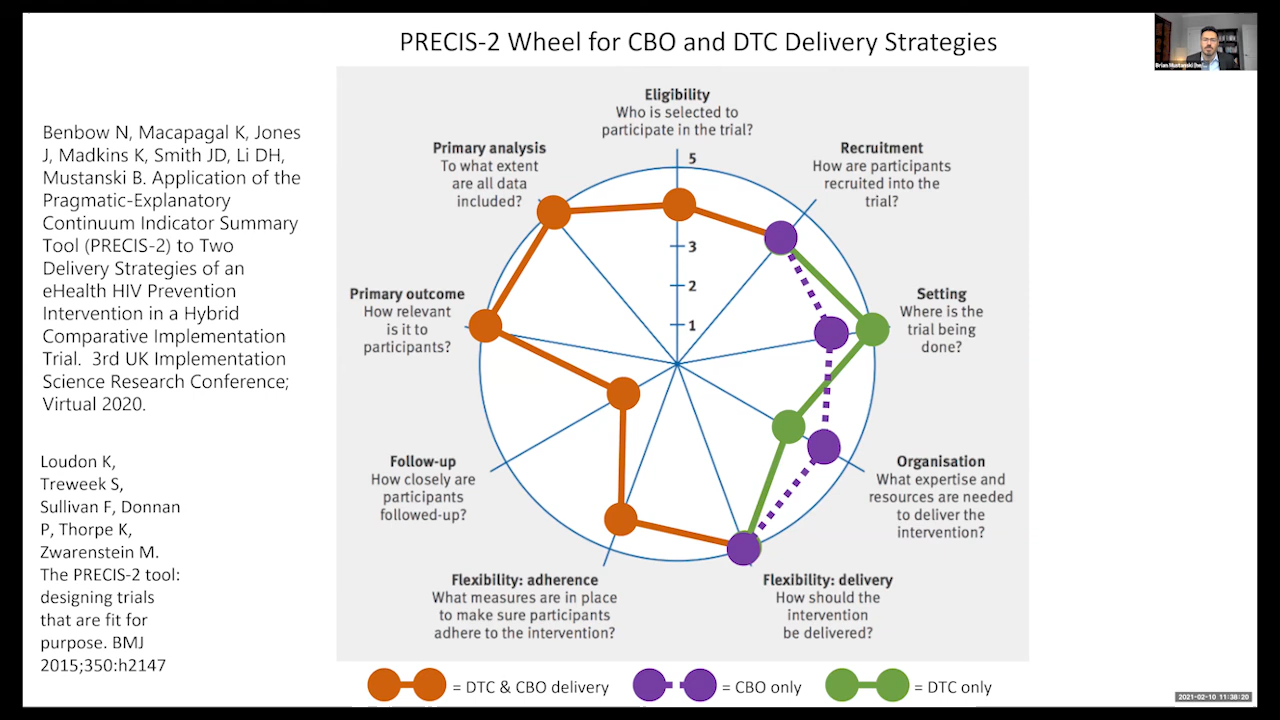 PRECIS-2 Wheel for CBO and DTC Delivery Strategies
Benbow N, Macapagal K, Jones
J, Madkins K, Smith JD, Li DH,
Mustanski B. Application of the
Pragmatic-Explanatory
Continuum Indicator Summary
Tool (PRECIS-2) to Two
Delivery Strategies of an
eHealth HIV Prevention
Intervention in a Hybrid
Comparative Implementation
Trial. 3rd UK Implementation
Science Research Conference;
Virtual 2020.
Loudon K,
Treweek S,
Sullivan F, Donnan
P, Thorpe K,
Zwarenstein M.
The PRECIS-2 tool:
designing trials
that are fit for
purpose. BMJ
2015;350:h2147
Eligibility
Who is selected to
participate in the trial?
Recruitment
How are participants
recruited into the
trial?
Setting
Where is the
trial being
done?
Organisation
What expertise and
resources are needed
to deliver the
intervention?
Flexibility: delivery
How should the
intervention
be delivered?
Flexibility: adherence
What measures are in place
to make sure participants
adhere to the intervention?
Follow-up
How closely are
participants
followed-up?
Primary outcome
How relevant
is it to
participants?
Primary analysis
To what extent
are all data
included?
5
3
2
1
= DTC & CBO delivery
= CBO only
= DTC only
Brian Mustanski
2021-02-10 11:38:20